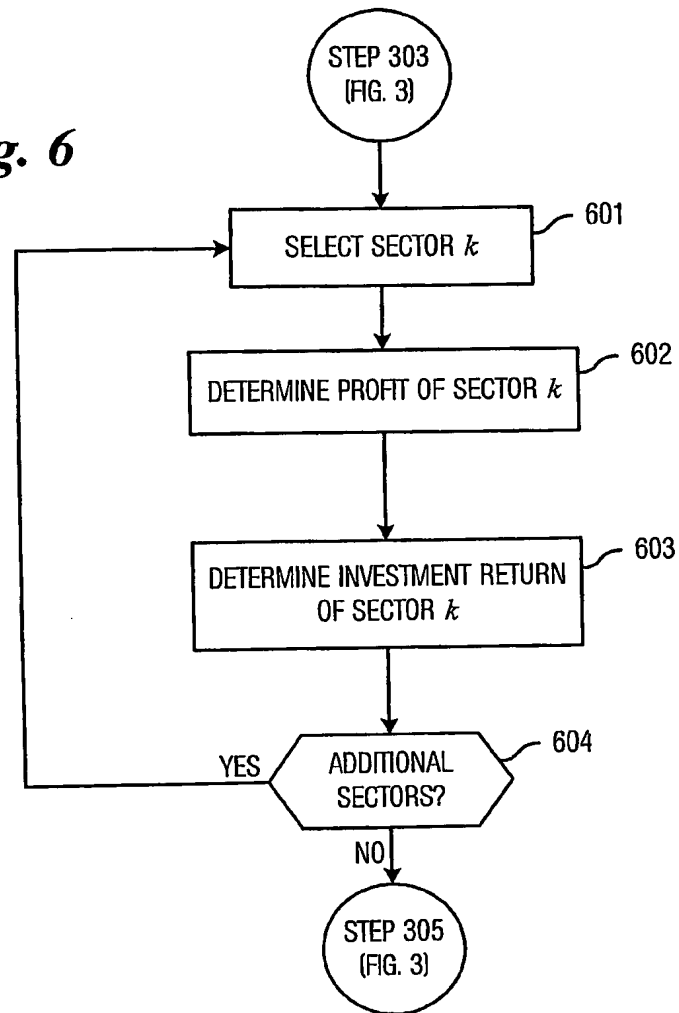 g. 6
STEP 303
(FIG. 3)
SELECT SECTOR k
601
DETERMINE PROFIT OF SECTOR k
602
DETERMINE INVESTMENT RETURN
OF SECTOR k
603
ADDITIONAL
SECTORS?
604
YES
NO
STEP 305
(FIG. 3)